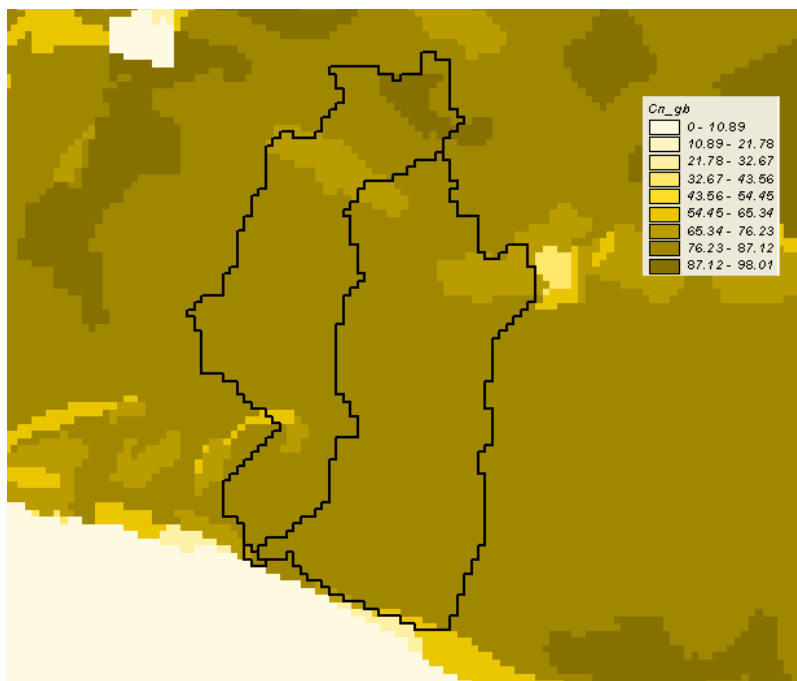 Cn_gb
0 - 10.89
10.89 - 21.78
21.78 - 32.67
32.67 - 43.56
43.56 - 54.45
54.45 - 65.34
65.34 - 76.23
76.23 - 87.12
87.12 - 98.01